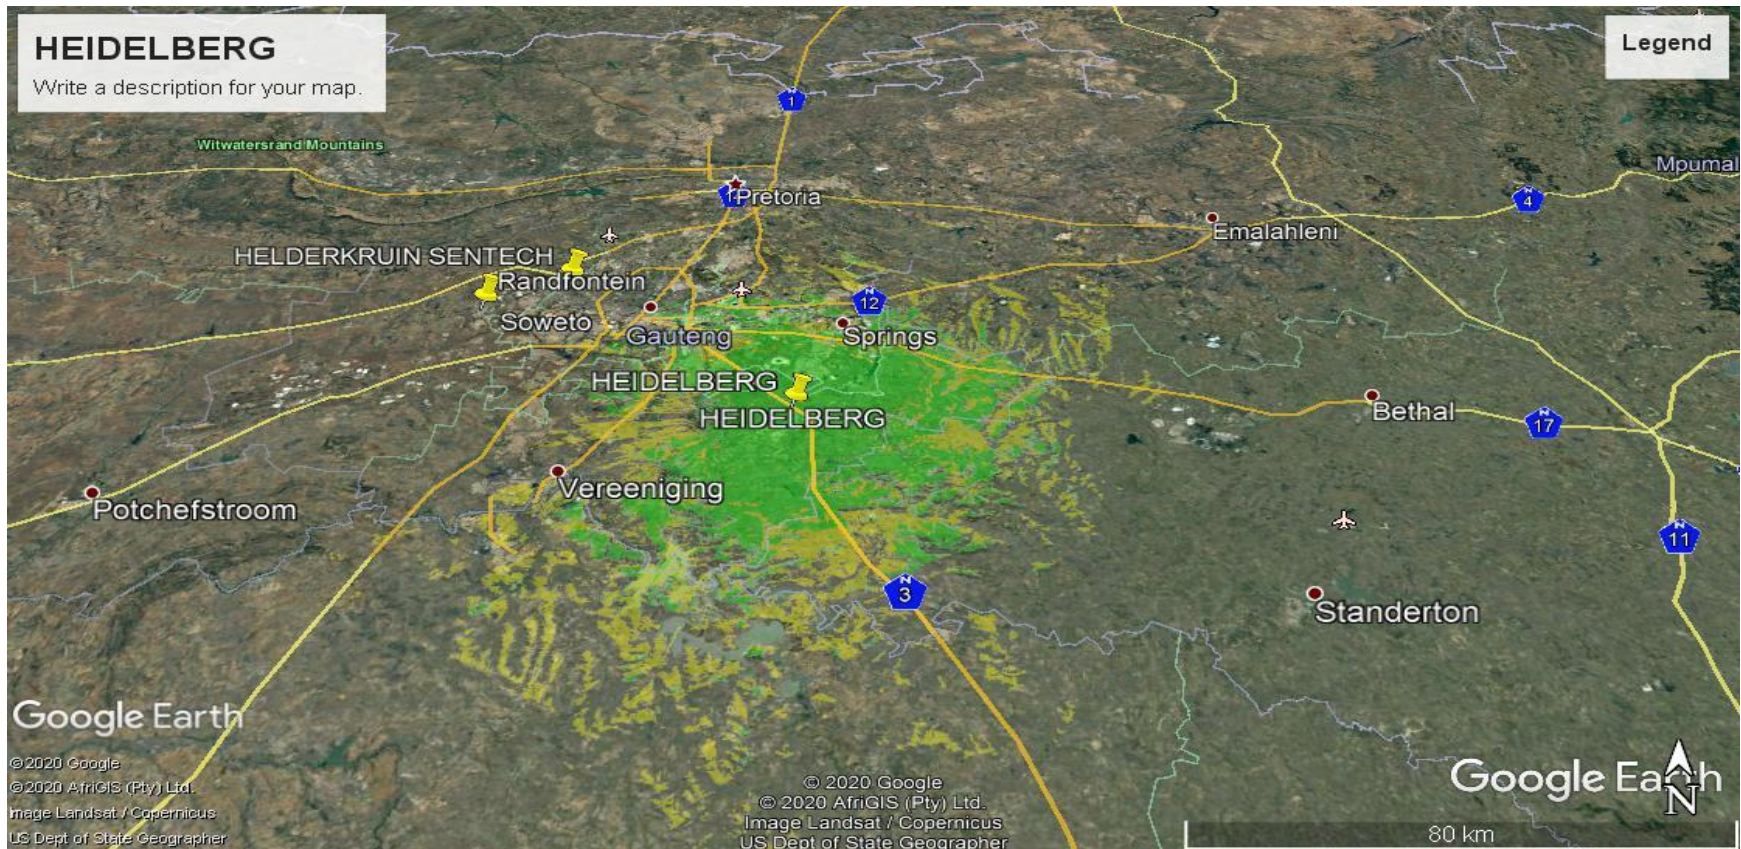 HEIDELBERG
Write a description for your map.
Legend
N
1
Witwatersrand Mountains
Mpumal
Pretoria
N
4
Emalahleni
HELDERKRUIN SENTECH
Randfontein
N
12
Soweto
Gauteng
Springs
HEIDELBERG
HEIDELBERG
Bethal
N
17
Vereeniging
Potchefstroom
N
11
N
3
Standerton
Google Earth
©2020 Google
©2020 AfriGIS (Pty) Ltd.
Image Landsat / Copernicus
US Dept of State Geographer
© 2020 Google
© 2020 AfriGIS (Pty) Ltd.
Image Landsat / Copernicus
US Dept of State Geographer
Google Earth
N
80 km